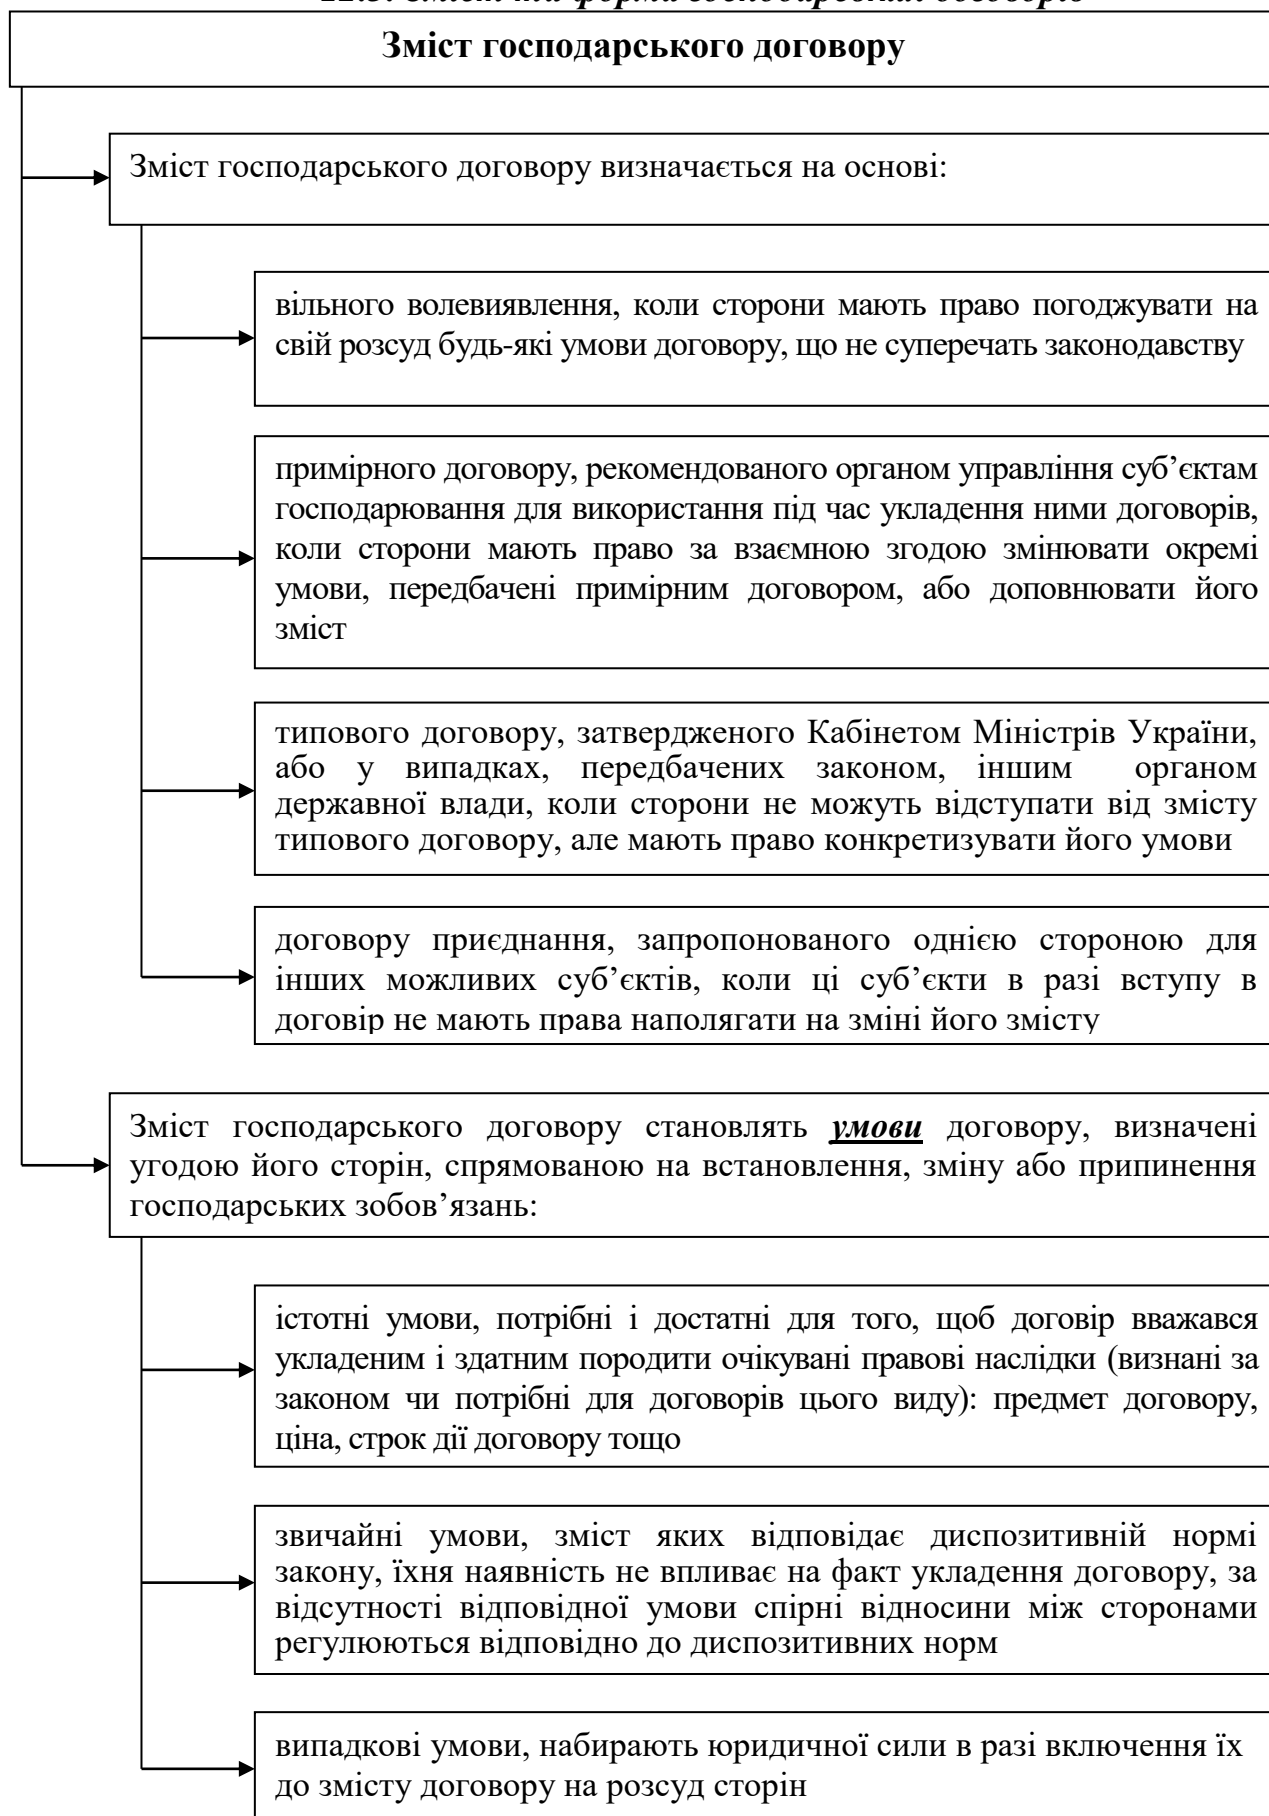 Зміст господарського договору
Зміст господарського договору визначається на основі:
вільного волевиявлення, коли сторони мають право погоджувати на
свій розсуд будь-які умови договору, що не суперечать законодавству
примірного договору, рекомендованого органом управління суб’єктам
господарювання для використання під час укладення ними договорів,
коли сторони мають право за взаємною згодою змінювати окремі
умови, передбачені примірним договором, або доповнювати його
зміст
типового договору, затвердженого Кабінетом Міністрів України,
або у випадках, передбачених законом, іншим органом
державної влади, коли сторони не можуть відступати від змісту
типового договору, але мають право конкретизувати його умови
договору приєднання, запропонованого однією стороною для
інших можливих суб’єктів, коли ці суб’єкти в разі вступу в
договір не мають права наполягати на зміні його змісту
Зміст господарського договору становлять умови договору, визначені
угодою його сторін, спрямованою на встановлення, зміну або припинення
господарських зобов’язань:
істотні умови, потрібні і достатні для того, щоб договір вважався
укладеним і здатним породити очікувані правові наслідки (визнані за
законом чи потрібні для договорів цього виду): предмет договору,
ціна, строк дії договору тощо
звичайні умови, зміст яких відповідає диспозитивній нормі
закону, їхня наявність не впливає на факт укладення договору, за
відсутності відповідної умови спірні відносини між сторонами
регулюються відповідно до диспозитивних норм
випадкові умови, набирають юридичної сили в разі включення їх
до змісту договору на розсуд сторін